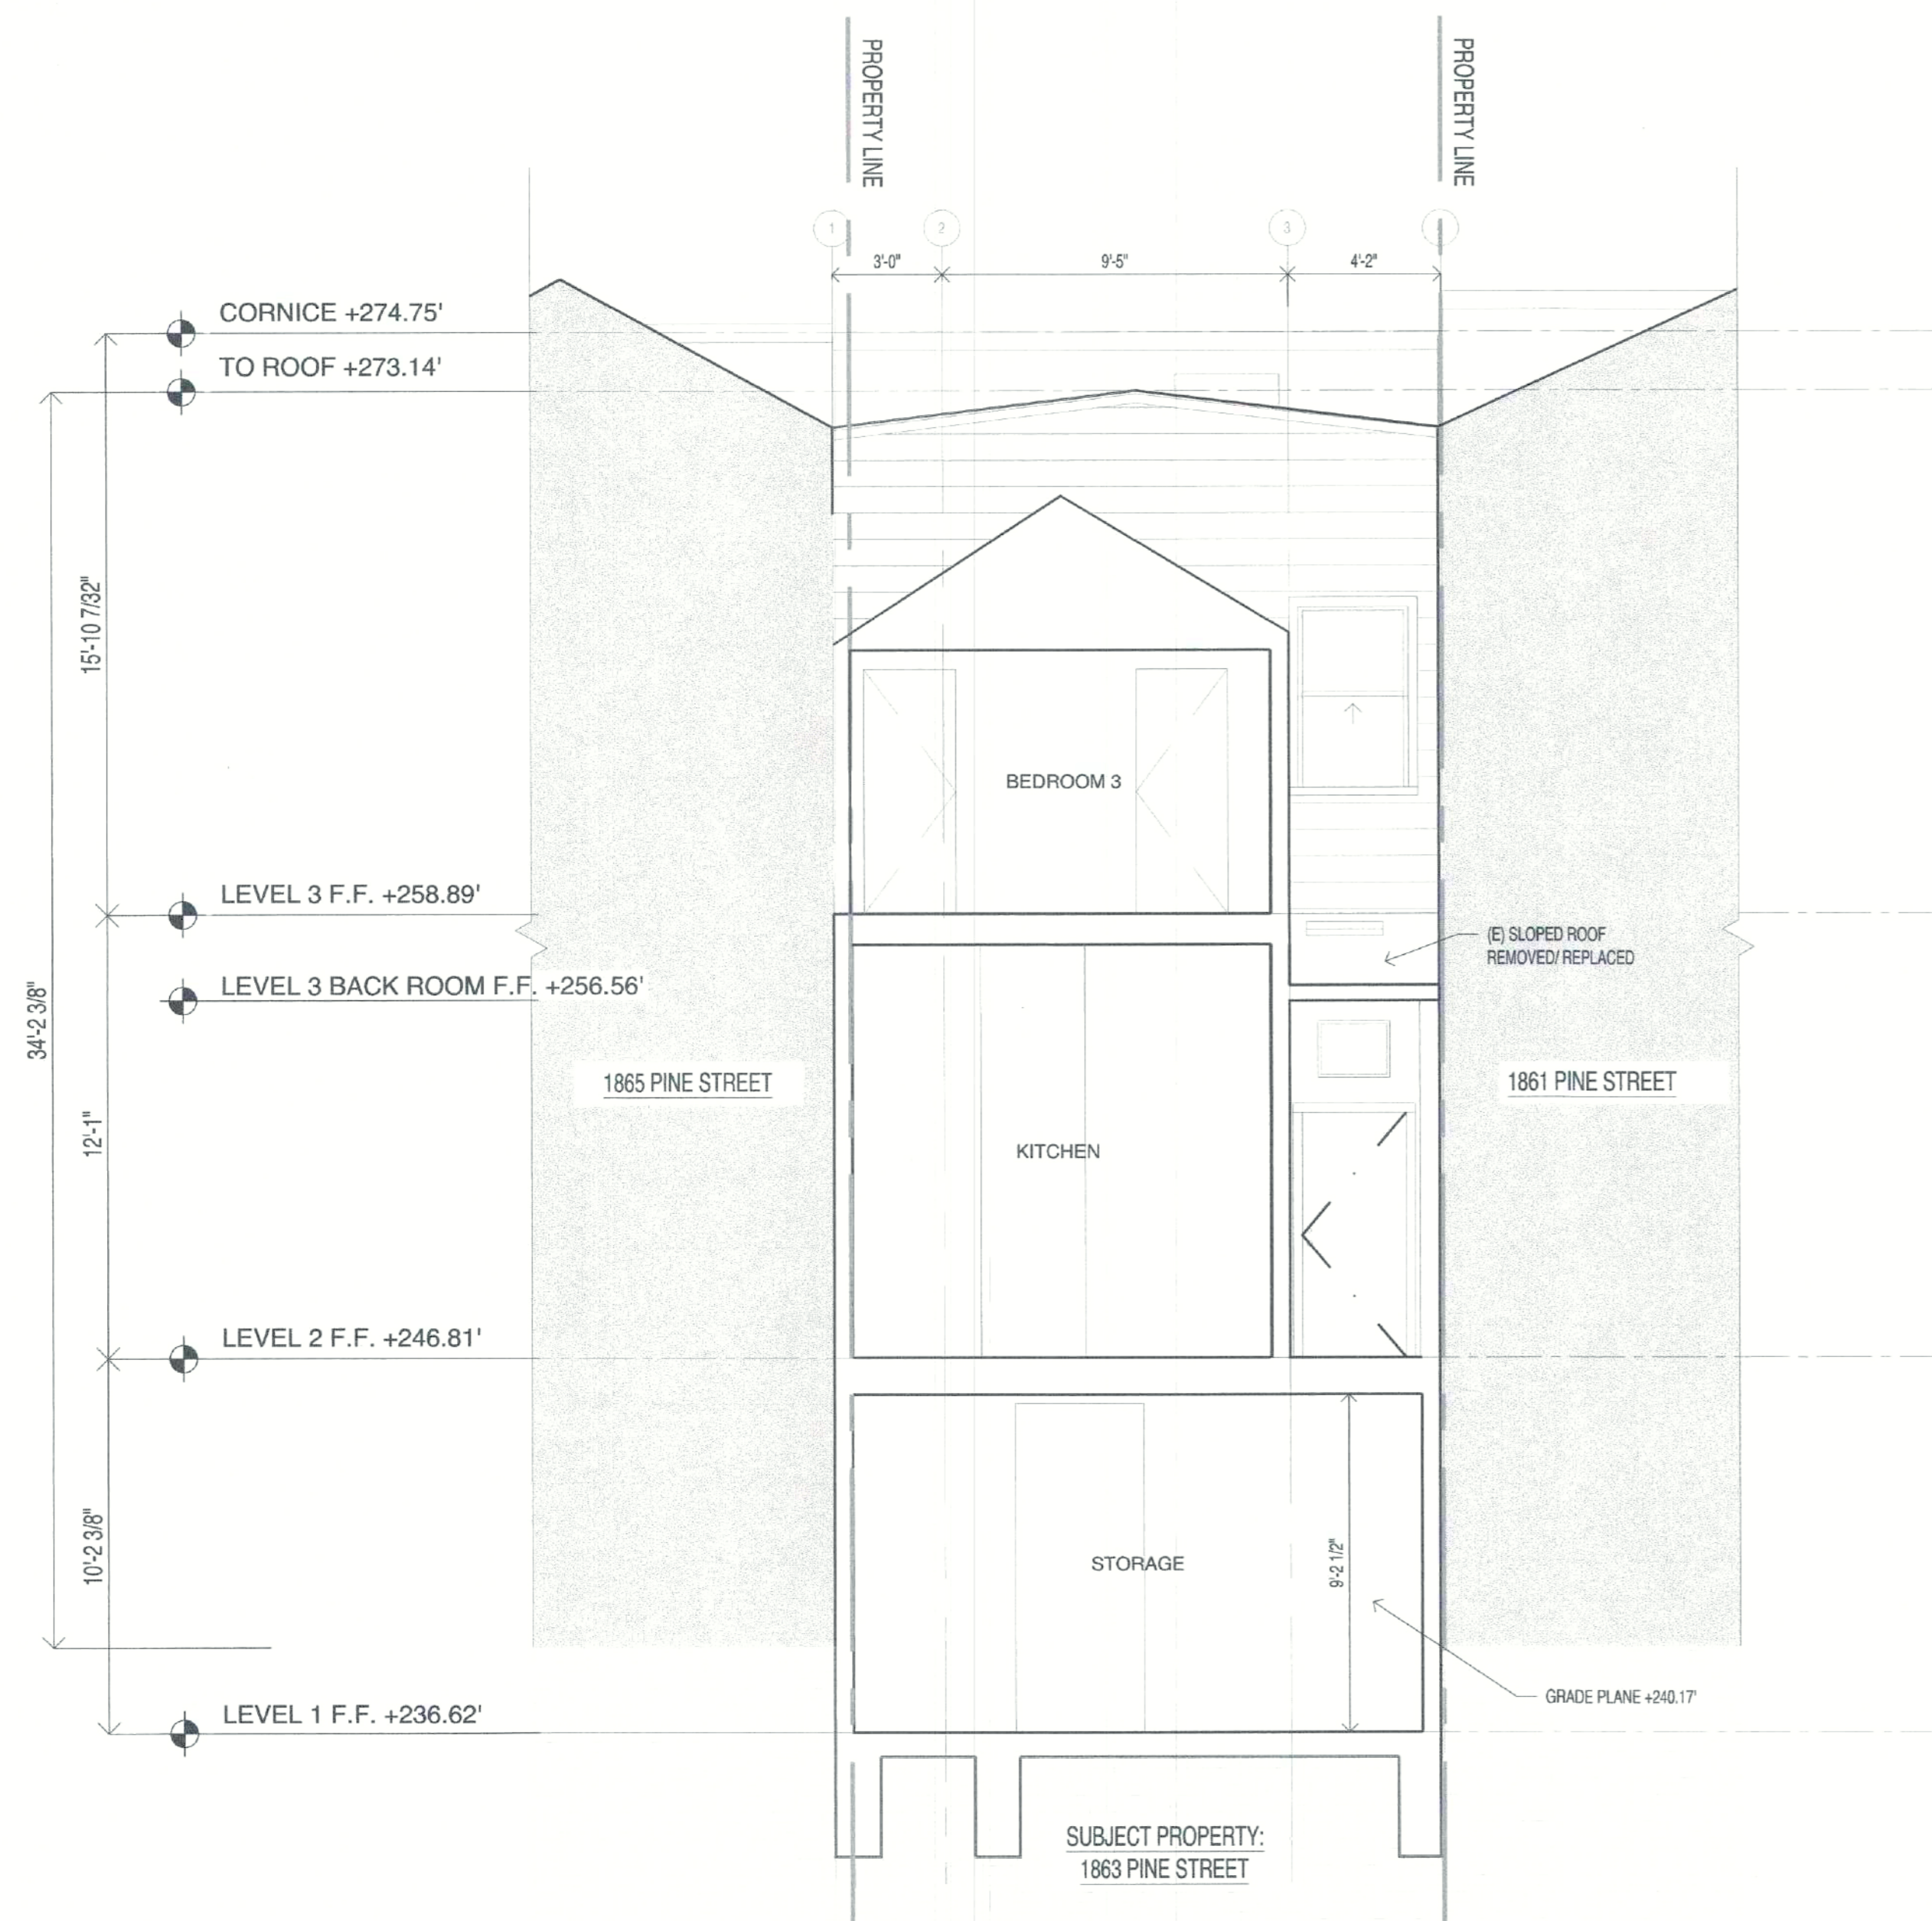 PROPERTY LINE
PROPERTY LINE
1
2
3
3'-0"
9'-5"
4'-2"
CORNICE +274.75'
TO ROOF +273.14'
15'-10 7/32"
BEDROOM 3
LEVEL 3 F.F. +258.89'
(E) SLOPED ROOF
REMOVED/ REPLACED
LEVEL 3 BACK ROOM F.F. +256.56'
34'-2 3/8"
1865 PINE STREET
1861 PINE STREET
12'-1"
KITCHEN
LEVEL 2 F.F. +246.81'
10'-2 3/8"
STORAGE
9'-2 1/2"
GRADE PLANE +240.17'
LEVEL 1 F.F. +236.62'
SUBJECT PROPERTY:
1863 PINE STREET